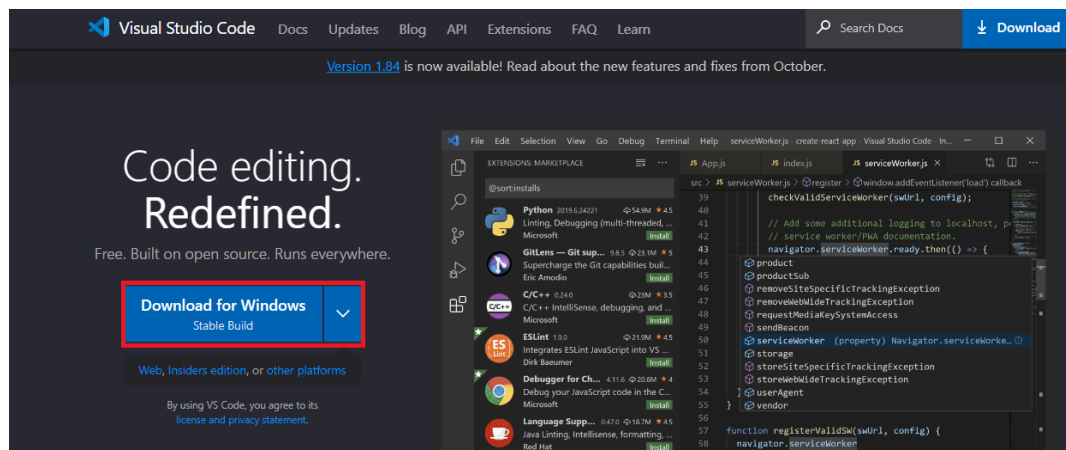 Visual Studio Code Docs Updates Blog API Extensions FAQ Learn Search Docs Download
Version 1.84 is now available! Read about the new features and fixes from October.
Code editing.
Redefined.
Free. Built on open source. Runs everywhere.
Download for Windows
Stable Build
Web, Insiders edition, or other platforms
By using VS Code, you agree to its
license and privacy statement.
File Edit Selection View Go Debug Terminal Help serviceWorker.js - create-react-app - Visual Studio Code - In...
EXTENSIONS: MARKETPLACE
@sort:installs
Python 2019.6.24221 54.9M 4.5
Linting, Debugging (multi-threaded, ...
Microsoft Install
GitLens — Git sup... 9.8.5 23.1M 5
Supercharge the Git capabilities buil...
Eric Amodio Install
C/C++ 0.24.0 23M 3.5
C/C++ IntelliSense, debugging, and ...
Microsoft Install
ESLint 1.9.0 21.9M 4.5
Integrates ESLint JavaScript into VS ...
Dirk Baeumer Install
Debugger for Ch... 4.11.6 20.6M 4
Debug your JavaScript code in the C...
Microsoft Install
Language Supp... 0.47.0 18.7M 4.5
Java Linting, Intellisense, formatting, ...
Red Hat Install
JS App.js JS index.js JS serviceWorker.js
src > JS serviceWorker.js > register > window.addEventListener('load') callback
39 checkValidServiceWorker(swUrl, config);
40
41 // Add some additional logging to localhost, p
42 // service worker/PWA documentation.
43 navigator.serviceWorker.ready.then(() => {
44 product
45 productSub
46 removeSiteSpecificTrackingException
47 removeWebWideTrackingException
48 requestMediaKeySystemAccess
49 sendBeacon
50 serviceWorker (property) Navigator.serviceWorke...
51 storage
52 storeSiteSpecificTrackingException
53 storeWebWideTrackingException
54 } userAgent
55 } vendor
56
57 function registerValidSW(swUrl, config) {
58 navigator.serviceWorker